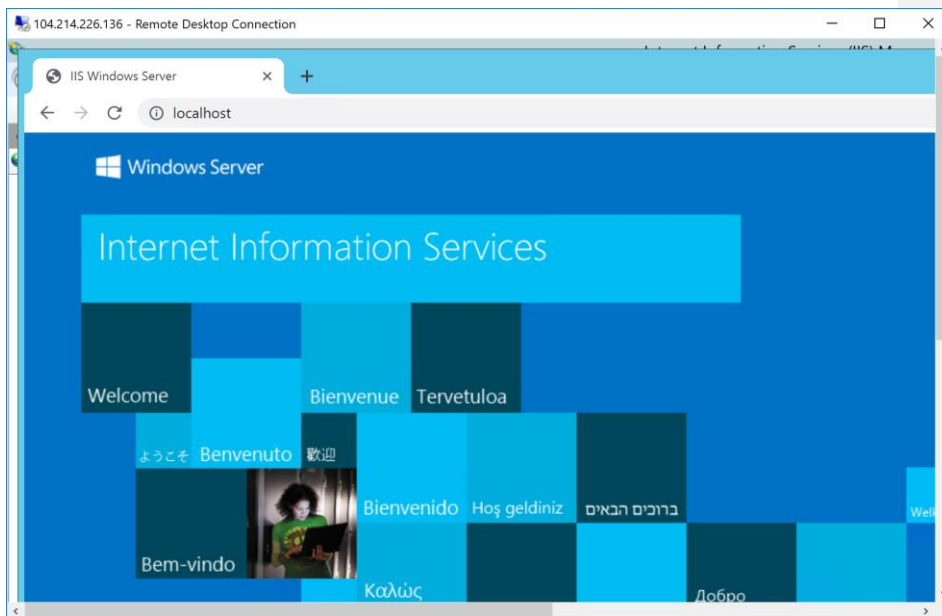 104.214.226.136 - Remote Desktop Connection
IIS Windows Server
localhost
Windows Server
Internet Information Services
Welcome
Bienvenue
Tervetuloa
ようこそ
Benvenuto
歡迎
Bienvenido
Hoş geldiniz
ברוכים הבאים
Bem-vindo
Καλώς
Добро